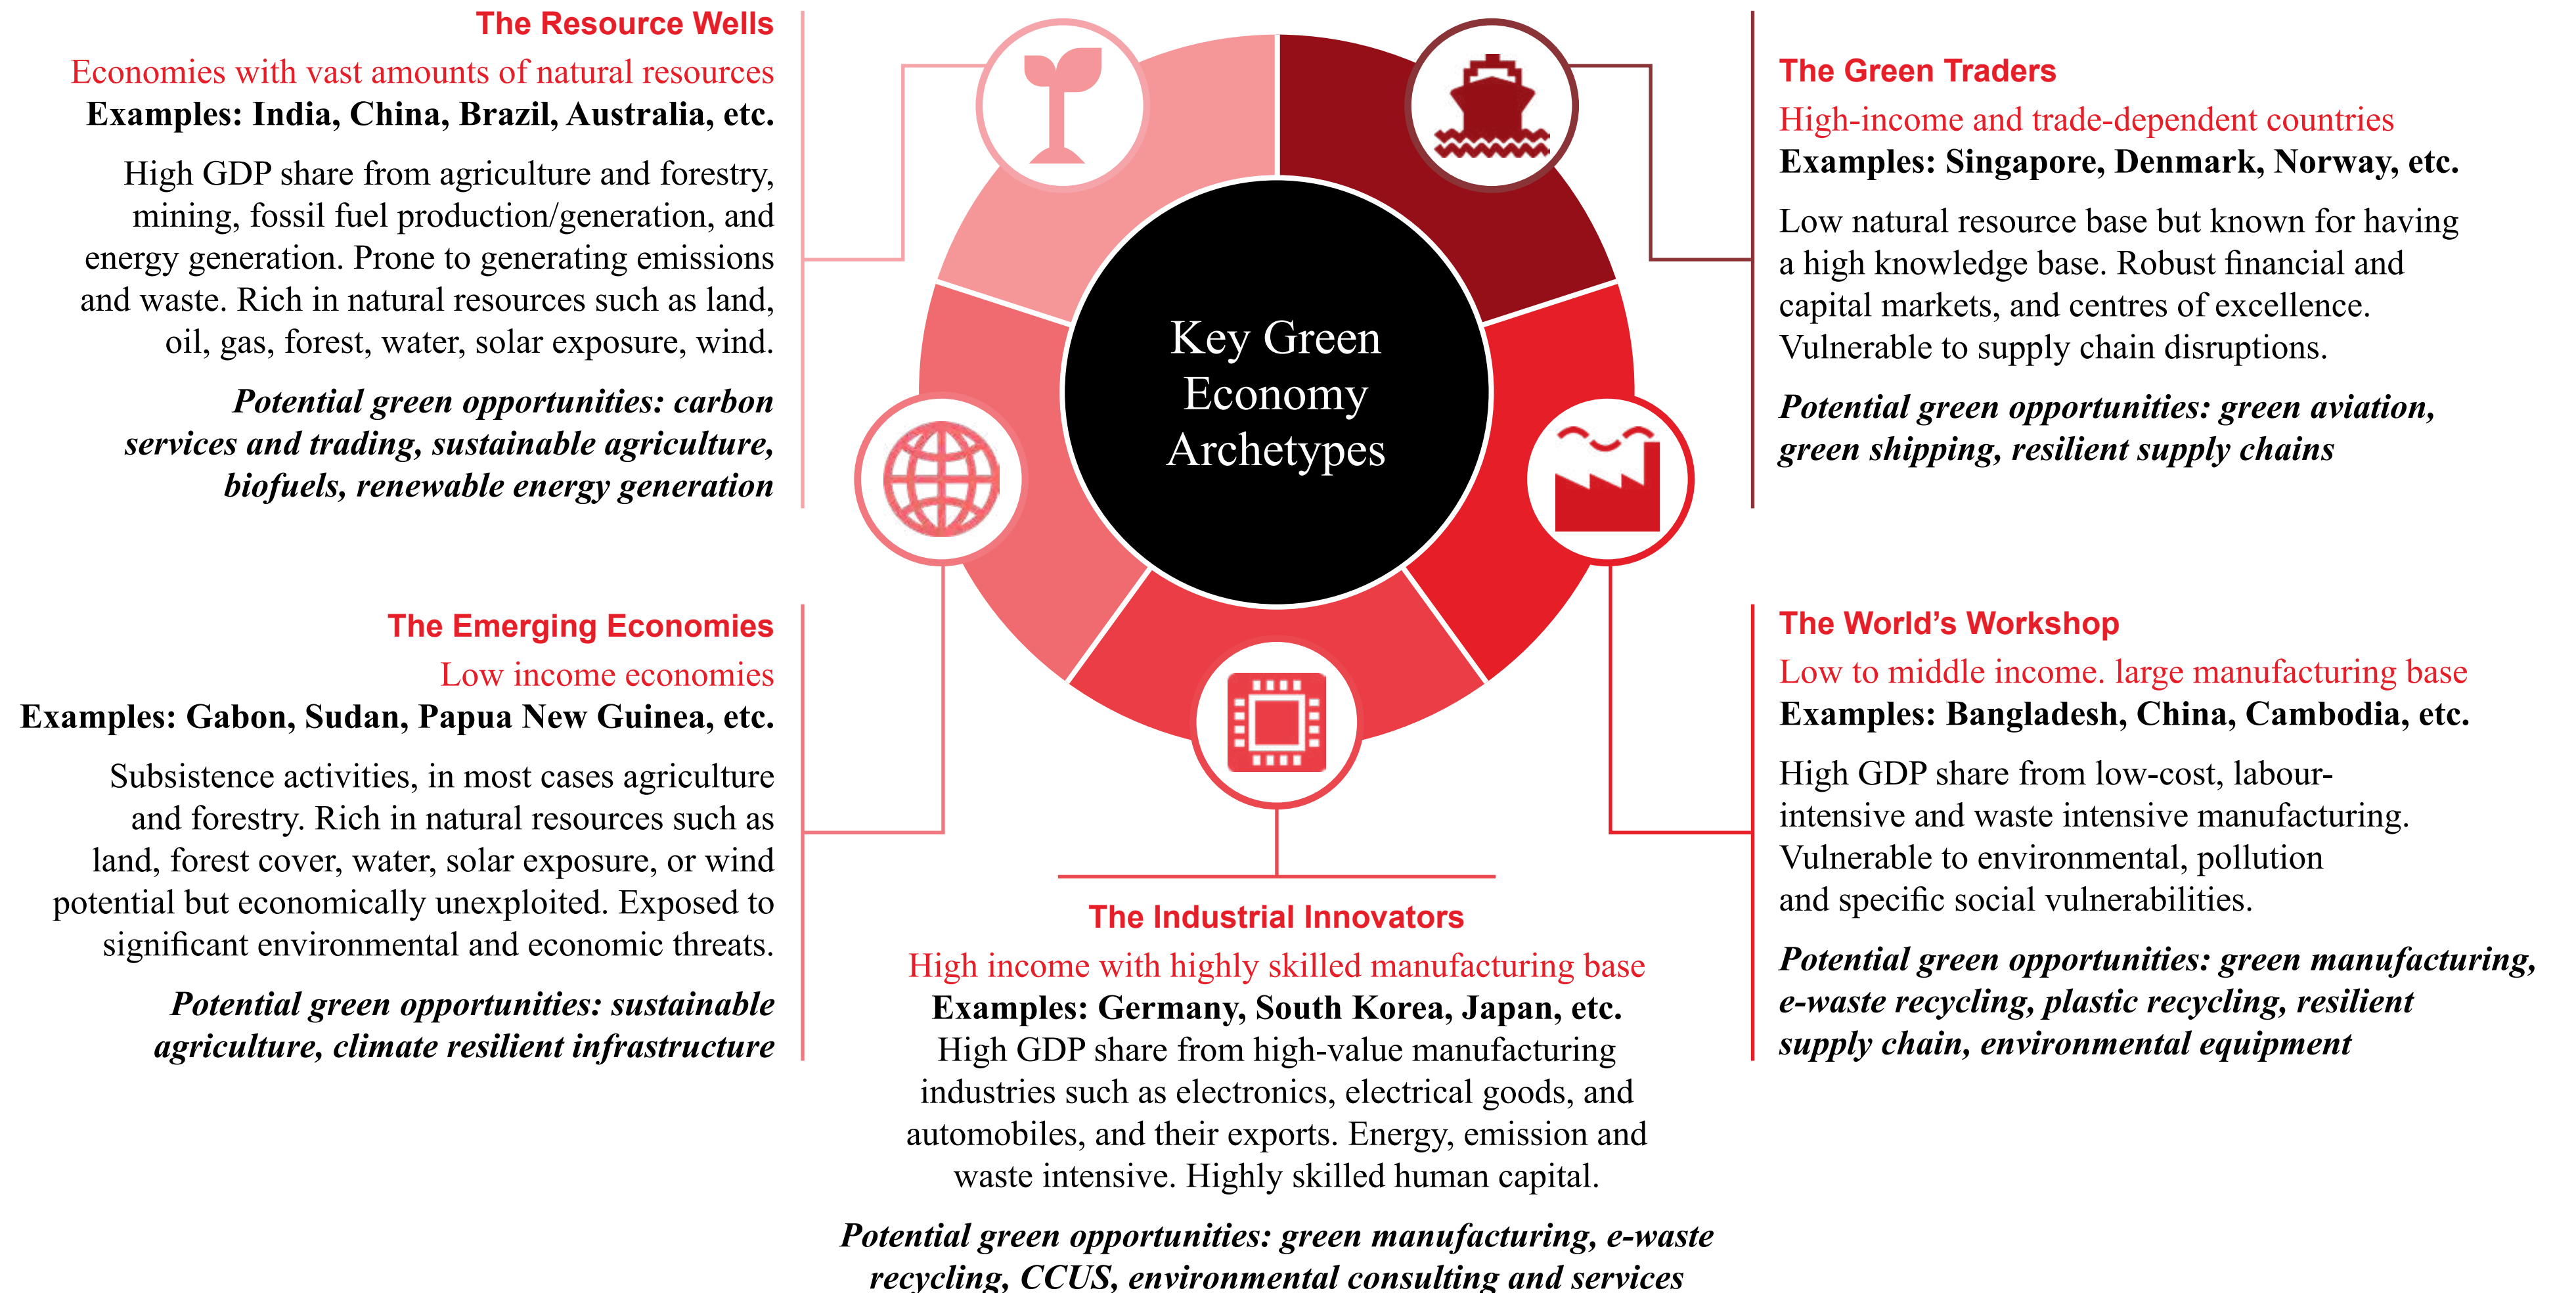 The Resource Wells
Economies with vast amounts of natural resources
Examples: India, China, Brazil, Australia, etc.
High GDP share from agriculture and forestry,
mining, fossil fuel production/generation, and
energy generation. Prone to generating emissions
and waste. Rich in natural resources such as land,
oil, gas, forest, water, solar exposure, wind.
Potential green opportunities: carbon
services and trading, sustainable agriculture,
biofuels, renewable energy generation
The Green Traders
High-income and trade-dependent countries
Examples: Singapore, Denmark, Norway, etc.
Low natural resource base but known for having
a high knowledge base. Robust financial and
capital markets, and centres of excellence.
Vulnerable to supply chain disruptions.
Potential green opportunities: green aviation,
green shipping, resilient supply chains
Key Green
Economy
Archetypes
The Emerging Economies
Low income economies
Examples: Gabon, Sudan, Papua New Guinea, etc.
Subsistence activities, in most cases agriculture
and forestry. Rich in natural resources such as
land, forest cover, water, solar exposure, or wind
potential but economically unexploited. Exposed to
significant environmental and economic threats.
Potential green opportunities: sustainable
agriculture, climate resilient infrastructure
The World's Workshop
Low to middle income. large manufacturing base
Examples: Bangladesh, China, Cambodia, etc.
High GDP share from low-cost, labour-
intensive and waste intensive manufacturing.
Vulnerable to environmental, pollution
and specific social vulnerabilities.
Potential green opportunities: green manufacturing,
e-waste recycling, plastic recycling, resilient
supply chain, environmental equipment
The Industrial Innovators
High income with highly skilled manufacturing base
Examples: Germany, South Korea, Japan, etc.
High GDP share from high-value manufacturing
industries such as electronics, electrical goods, and
automobiles, and their exports. Energy, emission and
waste intensive. Highly skilled human capital.
Potential green opportunities: green manufacturing, e-waste
recycling, CCUS, environmental consulting and services